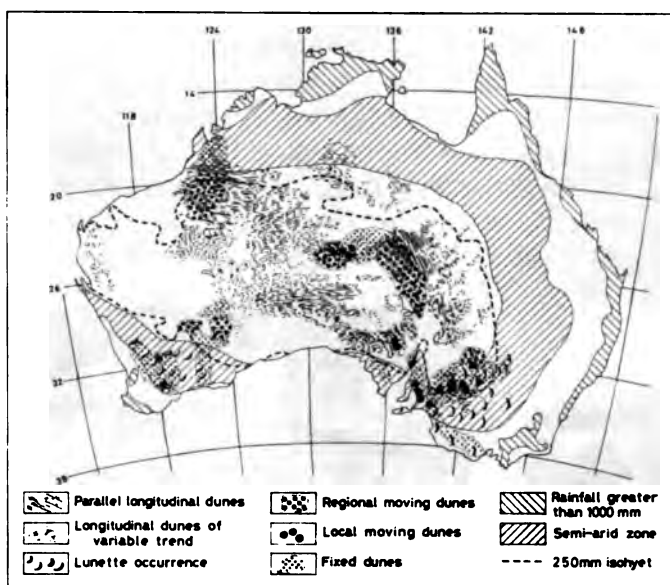 124 130 136 142 148
14
118
20
26
32
38
Parallel longitudinal dunes
Longitudinal dunes of
variable trend
Lunette occurrence
Regional moving dunes
Local moving dunes
Fixed dunes
Rainfall greater
than 1000 mm
Semi-arid zone
250mm isohyet